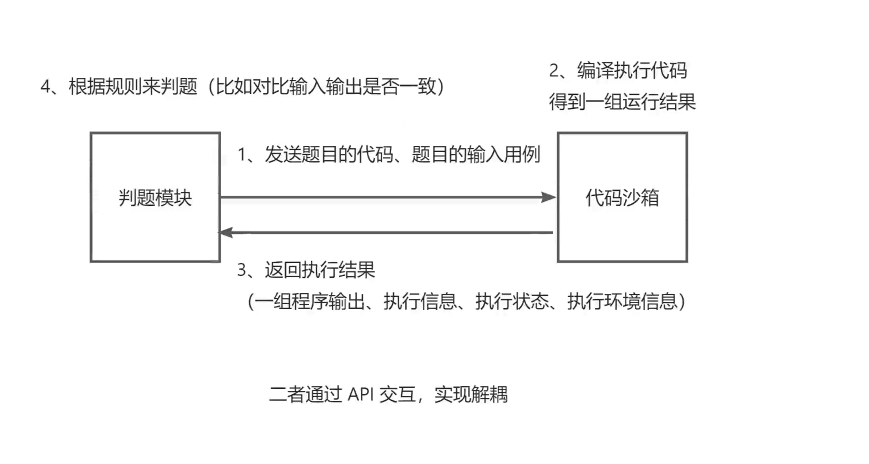 4、根据规则来判题（比如对比输入输出是否一致）
2、编译执行代码
得到一组运行结果
1、发送题目的代码、题目的输入用例
判题模块
代码沙箱
3、返回执行结果
（一组程序输出、执行信息、执行状态、执行环境信息）
二者通过 API 交互，实现解耦